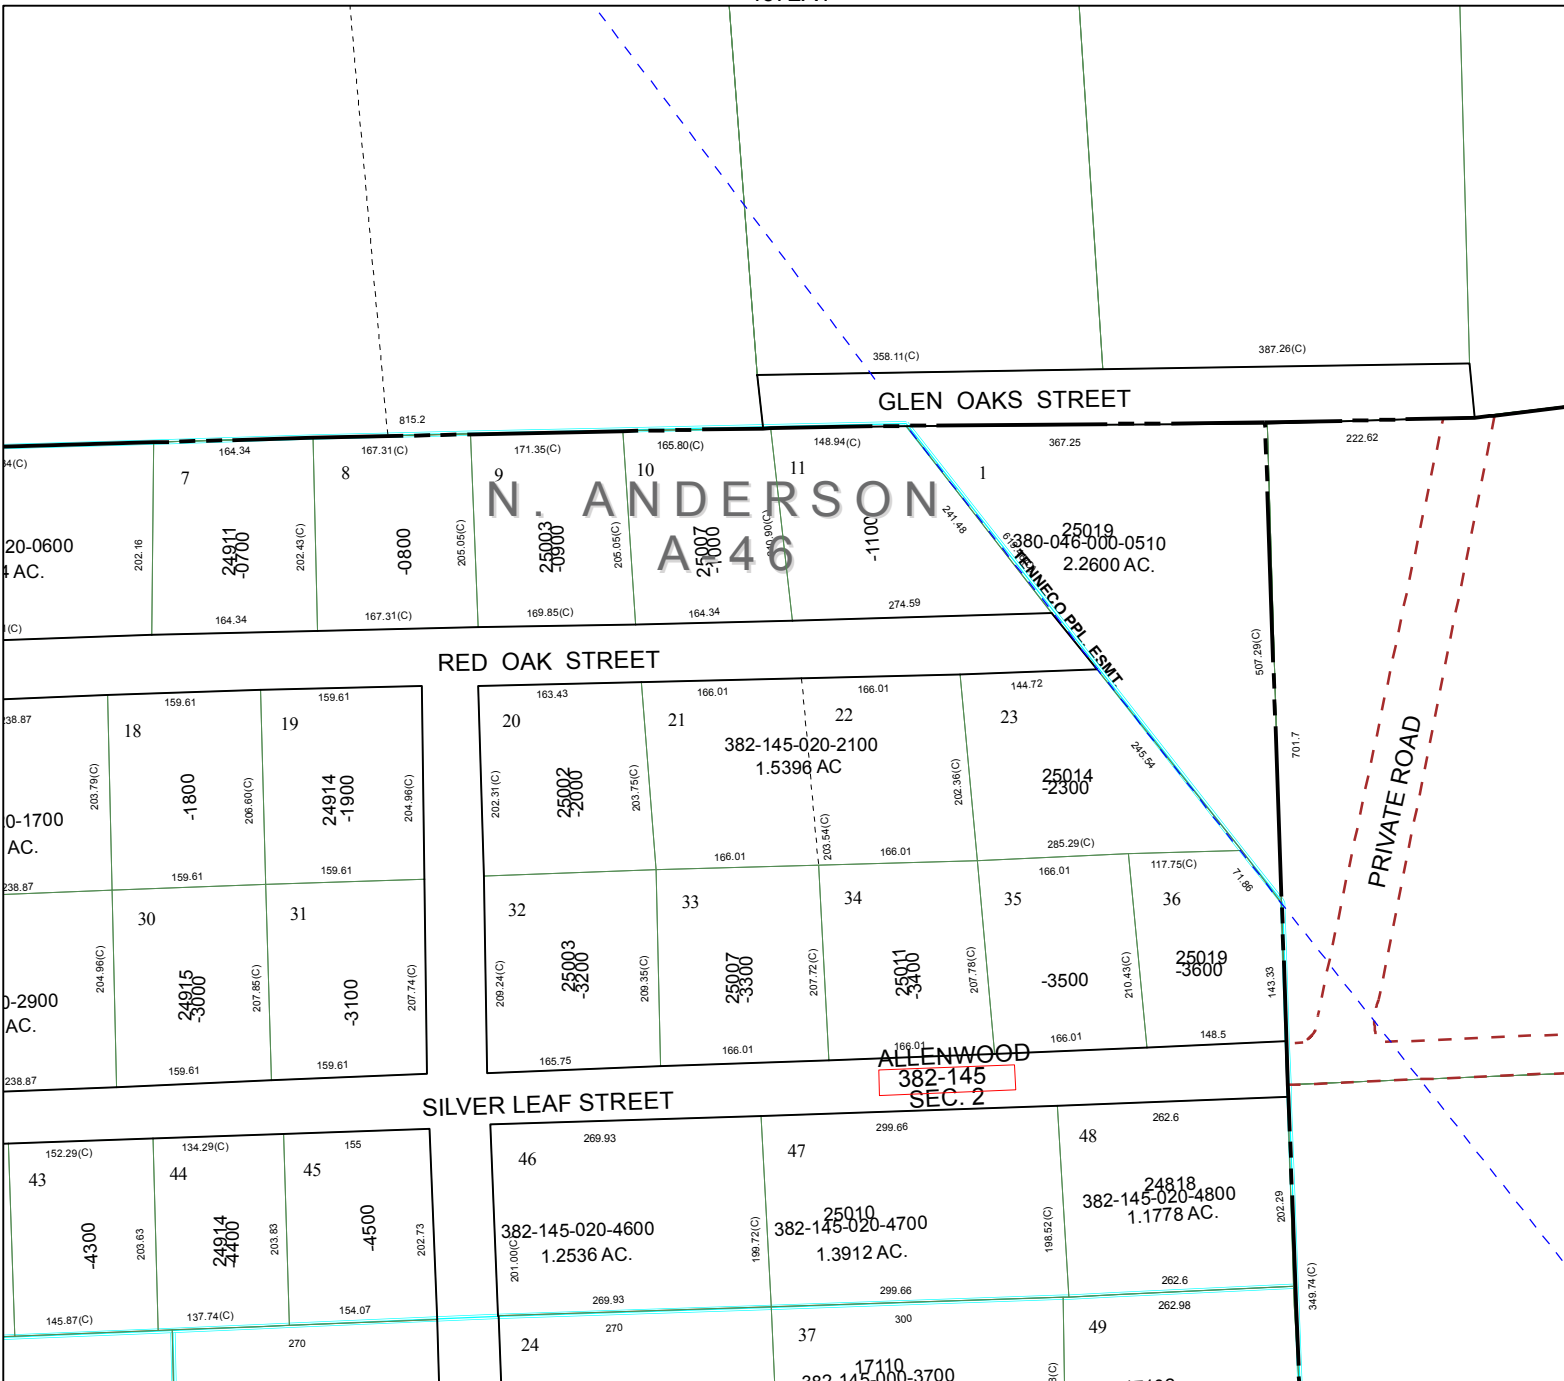 358.11(C)
387.26(C)
GLEN OAKS STREET
815.2
367.25
222.62
164.34
167.31(C)
171.35(C)
165.80(C)
148.94(C)
7
8
9
10
11
1
N. ANDERSON
A 46
20-0600
AC.
202.16
24911
-0700
202.43(C)
-0800
205.05(C)
25003
-0900
205.05(C)
25007
-1000
-1100
241.48
25019
380-046-000-0510
2.2600 AC.
TENNECO PPL. ESMT.
507.29(C)
701.7
164.34
167.31(C)
169.85(C)
164.34
274.59
RED OAK STREET
PRIVATE ROAD
238.87
159.61
159.61
163.43
166.01
166.01
144.72
18
19
20
21
22
23
203.79(C)
-1800
206.60(C)
24914
-1900
204.96(C)
202.31(C)
25002
-2000
203.75(C)
382-145-020-2100
1.5396 AC
203.54(C)
202.36(C)
25014
-2300
245.54
0-1700
AC.
238.87
159.61
159.61
166.01
166.01
285.29(C)
166.01
117.75(C)
71.86
30
31
32
33
34
35
36
0-2900
AC.
204.96(C)
24915
-3000
207.85(C)
-3100
207.74(C)
209.24(C)
25003
-3200
209.35(C)
25007
-3300
207.72(C)
25011
-3400
207.78(C)
-3500
210.43(C)
25019
-3600
143.33
238.87
159.61
159.61
165.75
166.01
166.01
166.01
148.5
ALLENWOOD
382-145
SEC. 2
SILVER LEAF STREET
152.29(C)
134.29(C)
155
269.93
299.66
262.6
43
44
45
46
47
48
-4300
203.63
24914
-4400
203.83
-4500
202.73
382-145-020-4600
1.2536 AC.
201.00(C)
199.72(C)
25010
382-145-020-4700
1.3912 AC.
198.52(C)
24818
382-145-020-4800
1.1778 AC.
202.29
349.74(C)
145.87(C)
137.74(C)
154.07
269.93
299.66
262.6
270
270
300
262.98
24
37
49
17110
382-145-000-3700